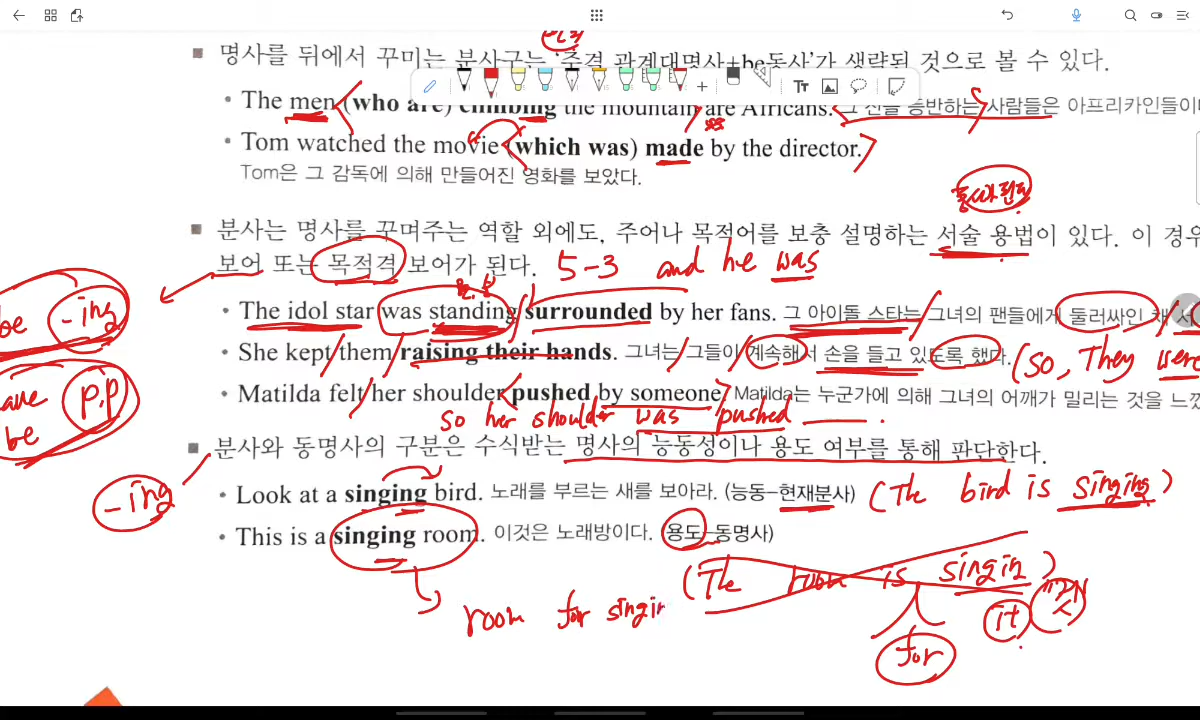 명사를 뒤에서 꾸미는 분사구는 '주격 관계대명사+be동사'가 생략된 것으로 볼 수 있다.
The men (who are) climbing the mountain are Africans. 그 산을 등반하는 사람들은 아프리카인들이
Tom watched the movie (which was) made by the director.
Tom은 그 감독에 의해 만들어진 영화를 보았다.
분사는 명사를 꾸며주는 역할 외에도, 주어나 목적어를 보충 설명하는 서술 용법이 있다. 이 경우
보어 또는 목적격 보어가 된다. 5-3 and he was
The idol star was standing surrounded by her fans. 그 아이돌 스타는 그녀의 팬들에게 둘러싸인 채
be -ing
She kept them raising their hands. 그녀는 그들이 계속해서 손을 들고 있도록 했다. (So, They were
p.p
Matilda felt her shoulder pushed by someone. Matilda는 누군가에 의해 그녀의 어깨가 밀리는 것을
be
so her shoulder was pushed
분사와 동명사의 구분은 수식받는 명사의 능동성이나 용도 여부를 통해 판단한다.
-ing
Look at a singing bird. 노래를 부르는 새를 보아라. (능동-현재분사) (The bird is singing)
This is a singing room. 이것은 노래방이다. (용도-동명사)
(The room is singin)
room for singin
it
for